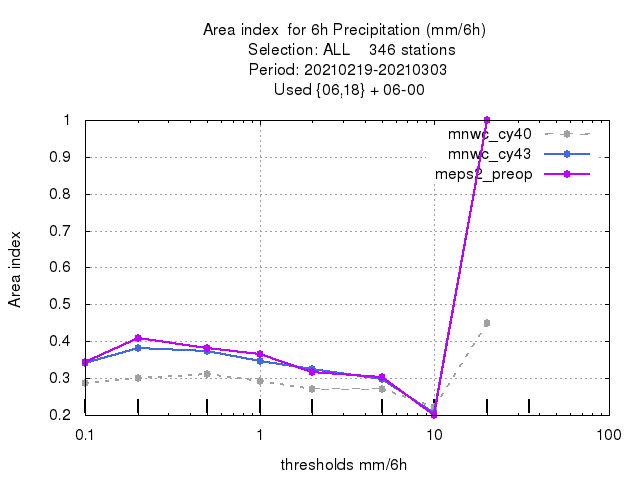 Area index  for 6h Precipitation (mm/6h)
Selection: ALL    346 stations
Period: 20210219-20210303
Used {06,18} + 06-00
mnwc_cy40
mnwc_cy43
meps2_preop
Area index
1
0.9
0.8
0.7
0.6
0.5
0.4
0.3
0.2
0.1 1 10 100
thresholds mm/6h